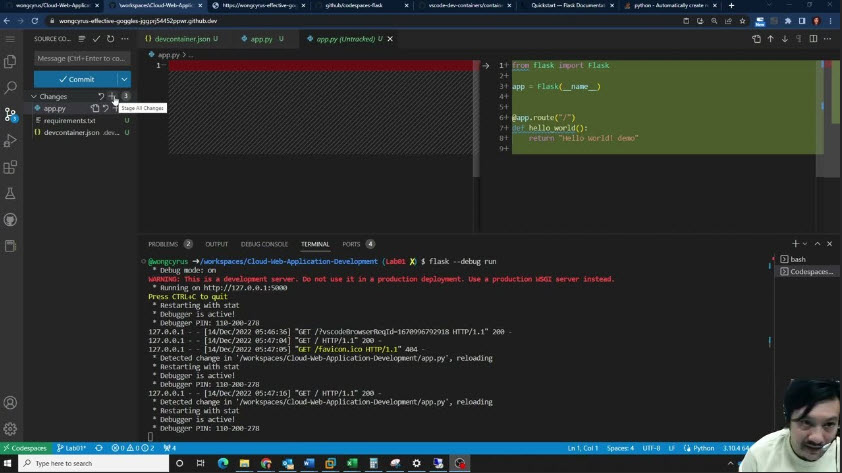 wongcyrus-effective-go
\workspaces\Cloud-Web-Applic
https://wongcyrus-effective-g
github/codespaces-flask
vscode-dev-containers/contain
Quickstart — Flask Documentat
python - Automatically create r
wongcyrus-effective-goggles-jqqprj54452ppwr.github.dev
SOURCE CO...
devcontainer.json U
app.py U
app.py (Untracked) U
app.py > ...
Message (Ctrl+Enter to co
Commit
Changes 3
app.py
Stage All Changes
requirements.txt U
devcontainer.json .dev... U
1
1+ from flask import Flask
2+
3+ app = Flask(__name__)
4+
5+
6+ @app.route("/")
7+ def hello_world():
8+ return "Hello World! demo"
9+
PROBLEMS 2 OUTPUT DEBUG CONSOLE TERMINAL PORTS 4
@wongcyrus ➜/workspaces/Cloud-Web-Application-Development (Lab01 ✗) $ flask --debug run
* Debug mode: on
WARNING: This is a development server. Do not use it in a production deployment. Use a production WSGI server instead.
* Running on http://127.0.0.1:5000
Press CTRL+C to quit
* Restarting with stat
* Debugger is active!
* Debugger PIN: 110-200-278
127.0.0.1 - - [14/Dec/2022 05:46:36] "GET /?vscodeBrowserReqId=1670996792918 HTTP/1.1" 200 -
127.0.0.1 - - [14/Dec/2022 05:47:04] "GET / HTTP/1.1" 200 -
127.0.0.1 - - [14/Dec/2022 05:47:05] "GET /favicon.ico HTTP/1.1" 404 -
* Detected change in '/workspaces/Cloud-Web-Application-Development/app.py', reloading
* Restarting with stat
* Debugger is active!
* Debugger PIN: 110-200-278
127.0.0.1 - - [14/Dec/2022 05:47:16] "GET / HTTP/1.1" 200 -
* Detected change in '/workspaces/Cloud-Web-Application-Development/app.py', reloading
* Restarting with stat
* Debugger is active!
* Debugger PIN: 110-200-278
bash
Codespaces...
Codespaces Lab01* 0 0 2 4
Ln 1, Col 1 Spaces: 4 UTF-8 LF Python 3.10.4 64
Type here to search